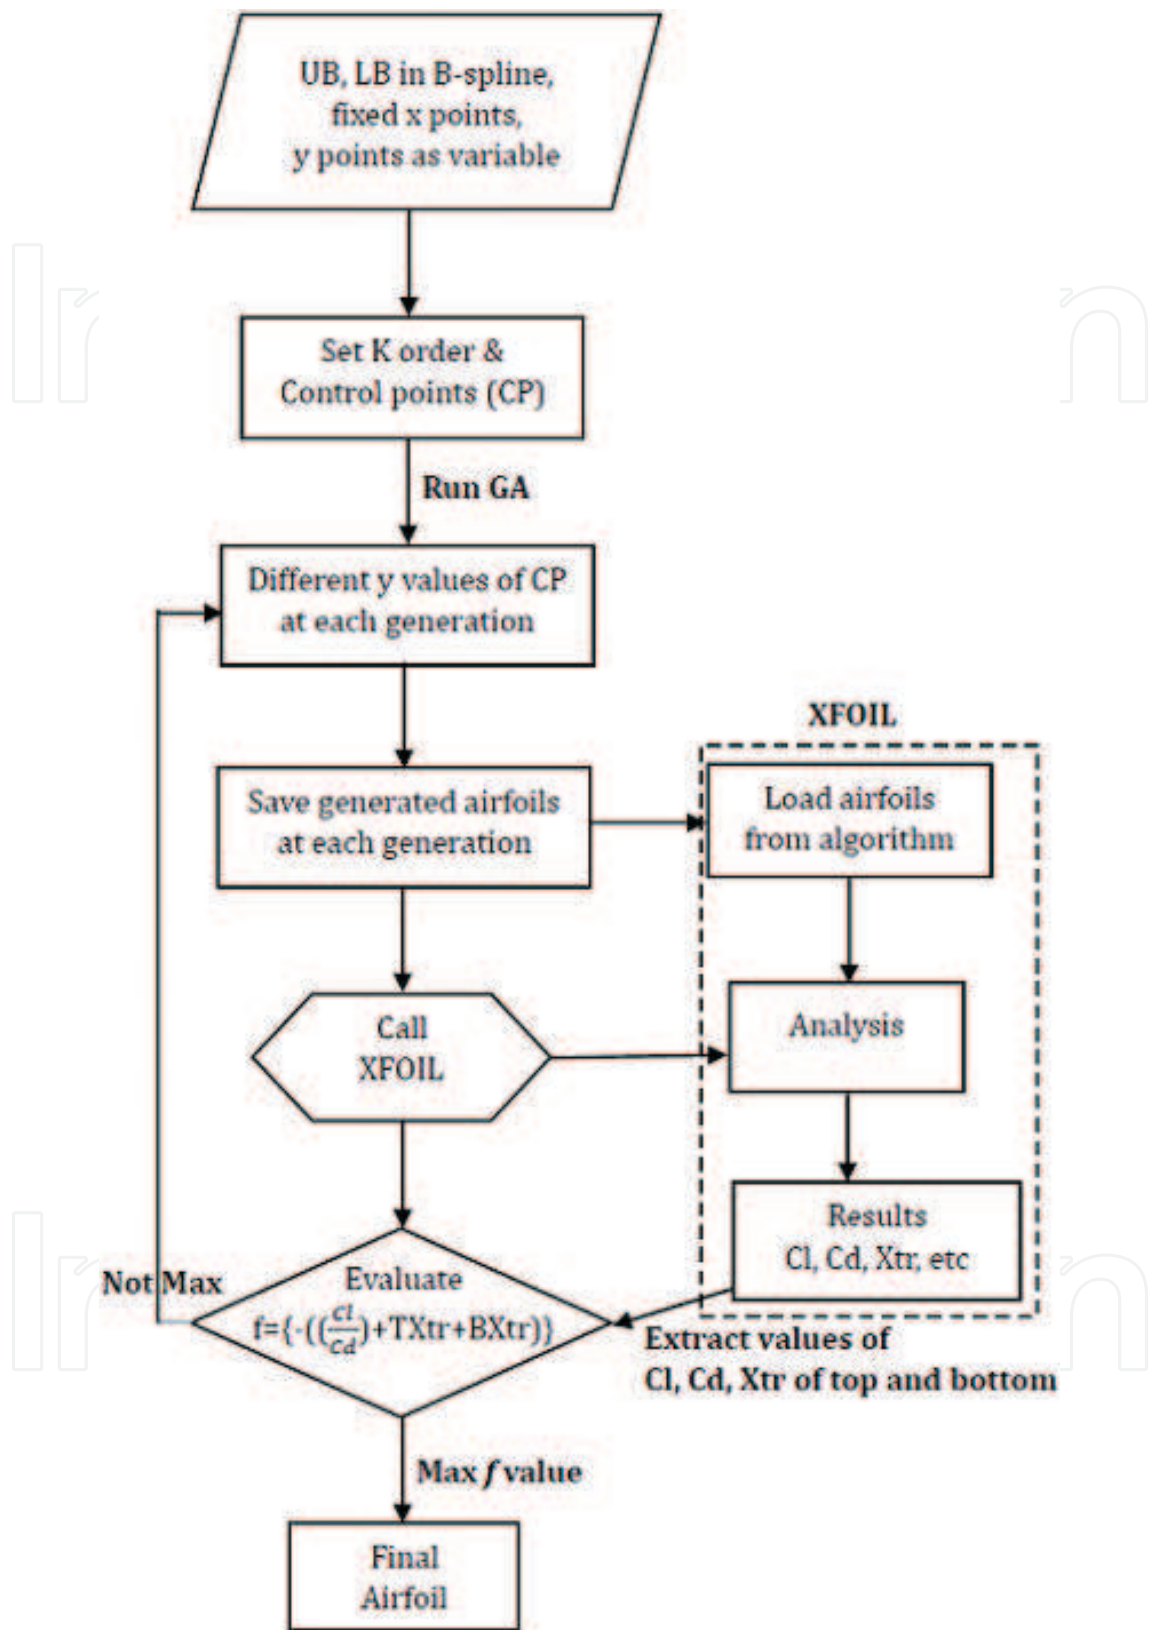 UB, LB in B-spline,
fixed x points,
y points as variable
Set K order &
Control points (CP)
Run GA
Different y values of CP
at each generation
Save generated airfoils
at each generation
XFOIL
Load airfoils
from algorithm
Call
XFOIL
Analysis
Results
Cl, Cd, Xtr, etc
Not Max
Evaluate
f={-((Cl/Cd)+TXtr+BXtr)}
Extract values of
Cl, Cd, Xtr of top and bottom
Max f value
Final
Airfoil